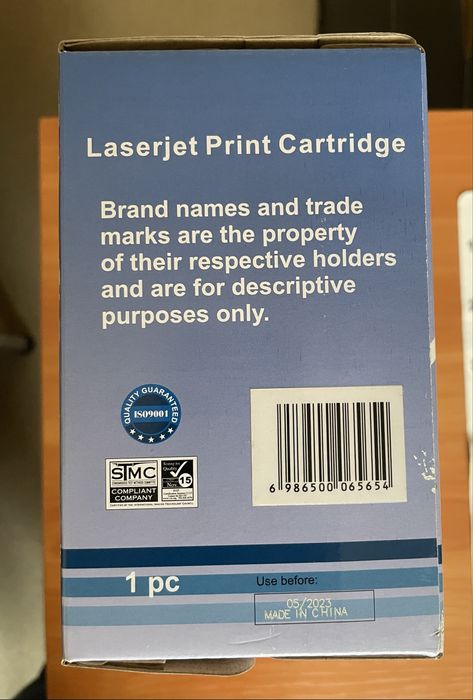 Laserjet Print Cartridge
Brand names and trade
marks are the property
of their respective holders
and are for descriptive
purposes only.
QUALITY GUARANTEED
ISO9001
STMC
COMPLIANT
COMPANY
15
6 986500 065654
1 pc
Use before:
05/2023
MADE IN CHINA